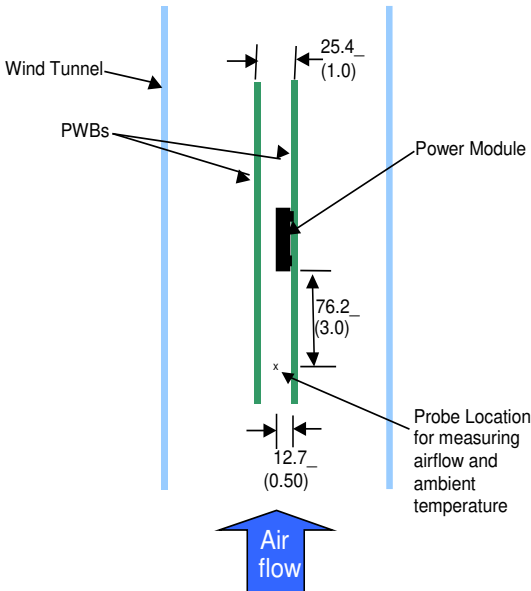 25.4_
(1.0)
Wind Tunnel
PWBs
Power Module
76.2_
(3.0)
x
Probe Location
for measuring
airflow and
ambient
temperature
12.7_
(0.50)
Air
flow